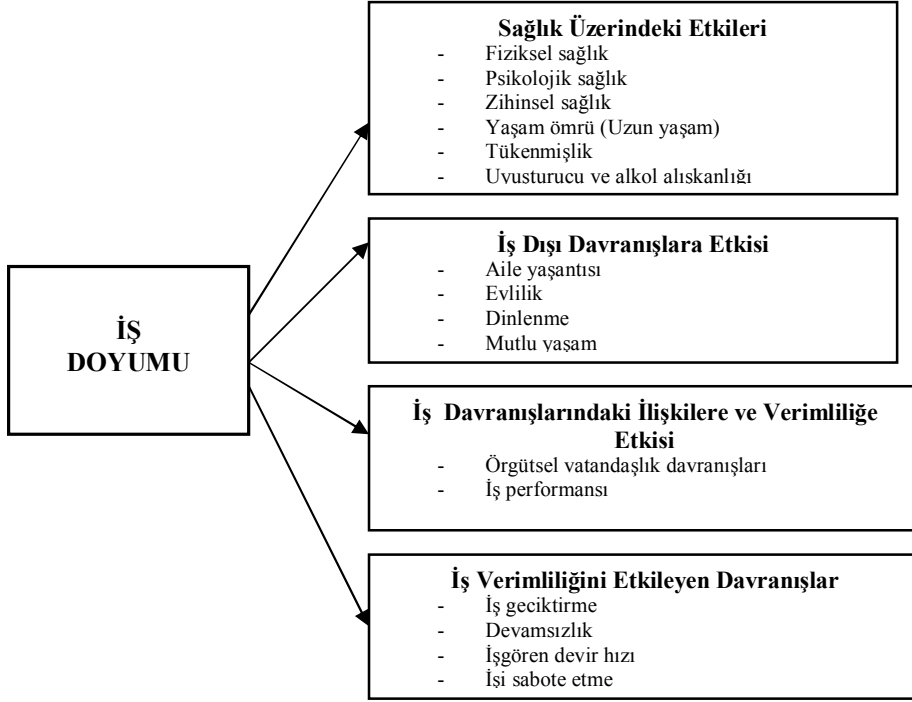 Sağlık Üzerindeki Etkileri
- Fiziksel sağlık
- Psikolojik sağlık
- Zihinsel sağlık
- Yaşam ömrü (Uzun yaşam)
- Tükenmişlik
- Uyuşturucu ve alkol alışkanlığı
İş Dışı Davranışlara Etkisi
- Aile yaşantısı
- Evlilik
- Dinlenme
- Mutlu yaşam
İŞ
DOYUMU
İş Davranışlarındaki İlişkilere ve Verimliliğe
Etkisi
- Örgütsel vatandaşlık davranışları
- İş performansı
İş Verimliliğini Etkileyen Davranışlar
- İş geciktirme
- Devamsızlık
- İşgören devir hızı
- İşi sabote etme